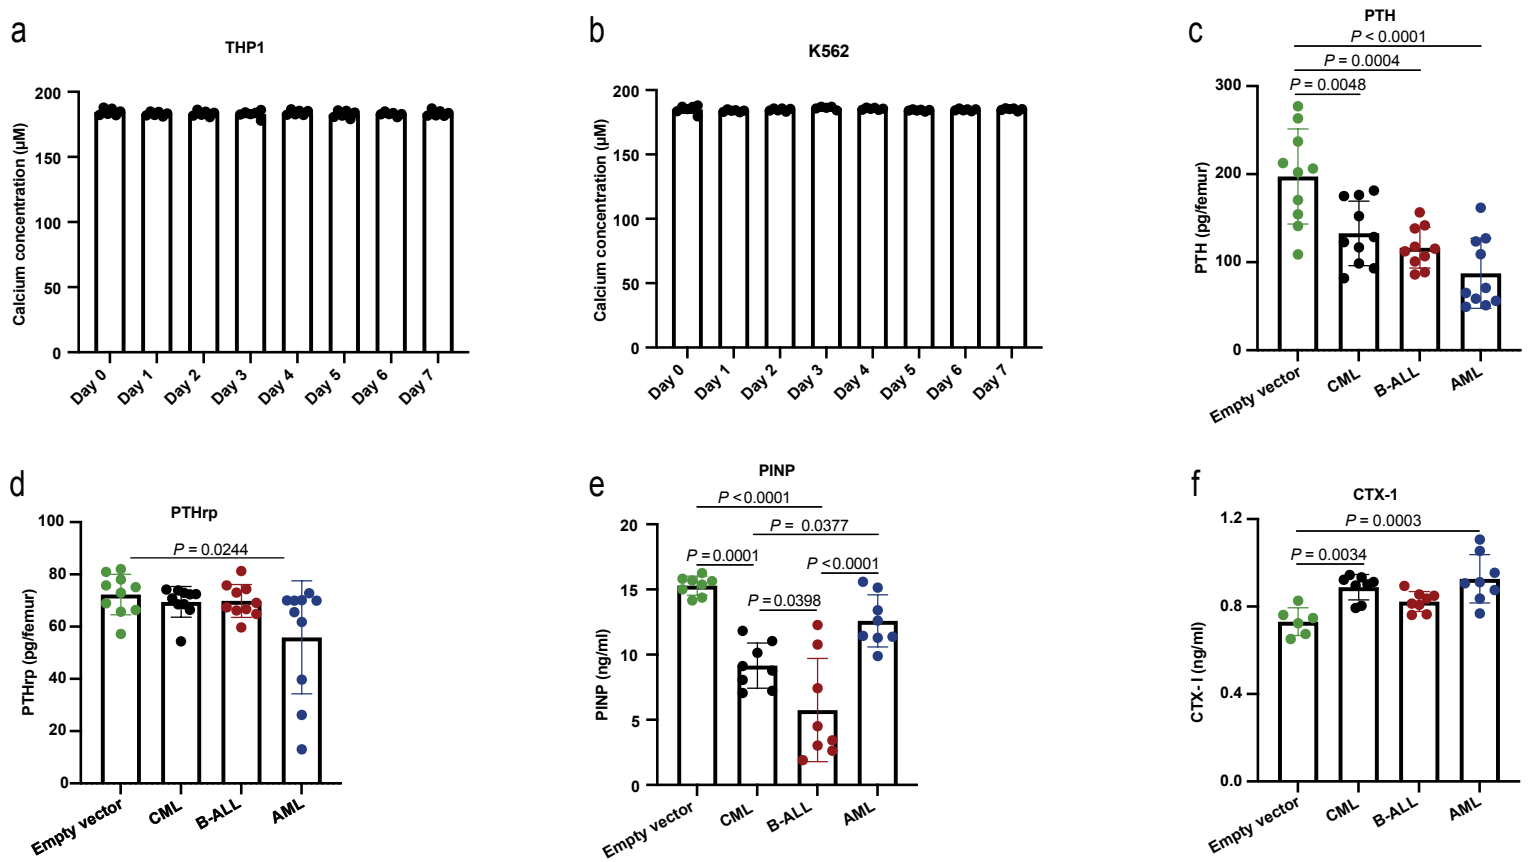 a
THP1
Calcium concentration (µM)
200
150
100
50
0
Day 0
Day 1
Day 2
Day 3
Day 4
Day 5
Day 6
Day 7
b
K562
Calcium concentration (µM)
200
150
100
50
0
Day 0
Day 1
Day 2
Day 3
Day 4
Day 5
Day 6
Day 7
c
PTH
P < 0.0001
P = 0.0004
P = 0.0048
PTH (pg/femur)
300
200
100
0
Empty vector
CML
B-ALL
AML
d
PTHrp
P = 0.0244
PTHrp (pg/femur)
100
80
60
40
20
0
Empty vector
CML
B-ALL
AML
e
PINP
P <0.0001
P = 0.0377
P =0.0001
<0.0001
P =0.0398
PINP (ng/ml)
20
15
10
5
0
Empty vector
CML
B-ALL
AML
f
CTX-1
P = 0.0003
P = 0.0034
CTX- I (ng/ml)
1.2
0.8
0.4
0.0
Empty vector
CML
B-ALL
AML